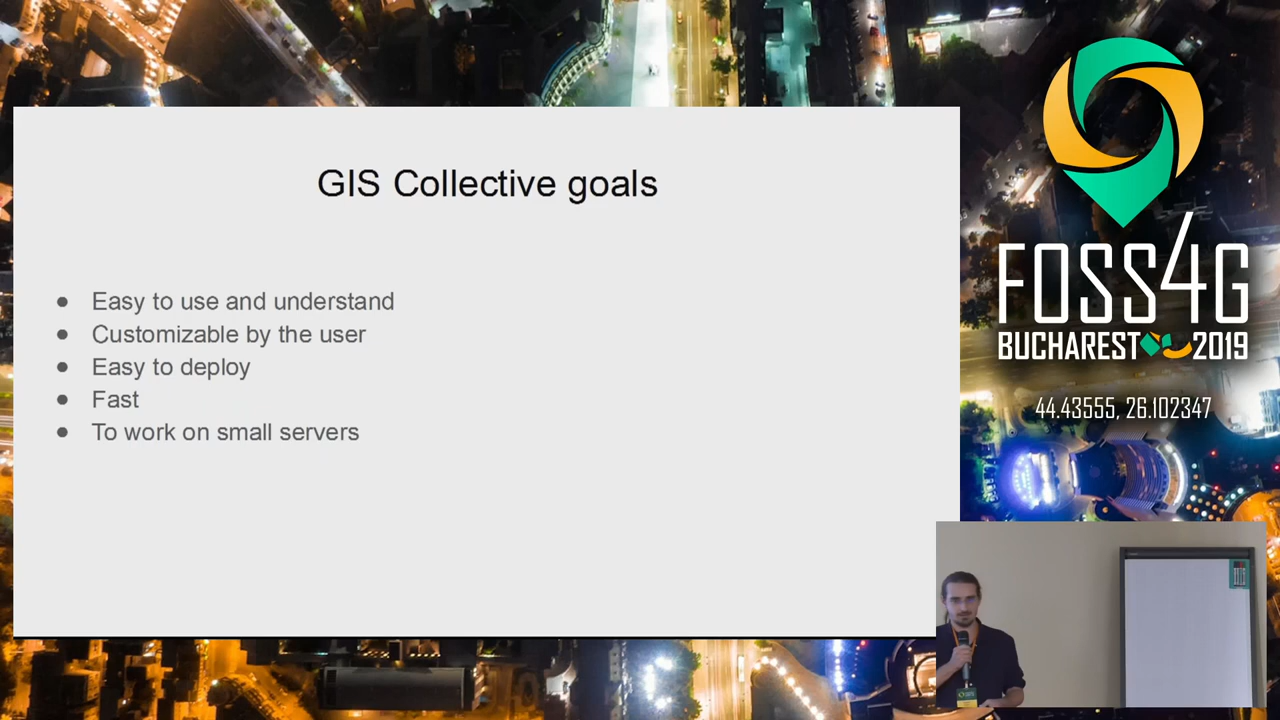 GIS Collective goals
● Easy to use and understand
● Customizable by the user
● Easy to deploy
● Fast
● To work on small servers
FOSS4G
BUCHAREST 2019
44.43555, 26.102347